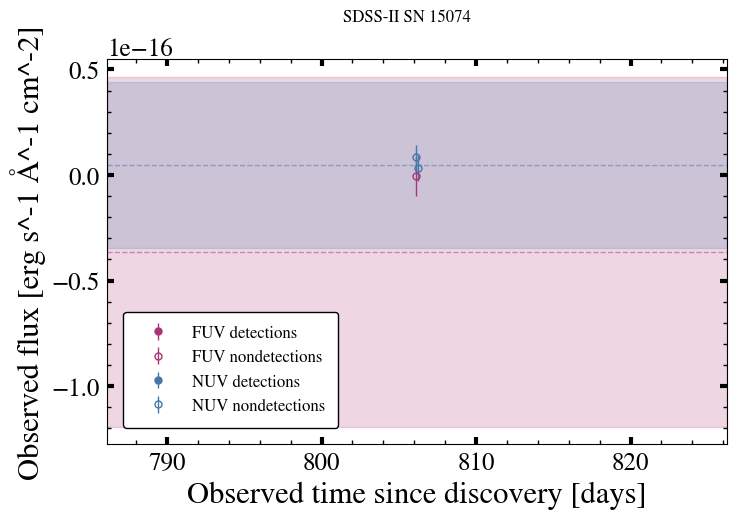 SDSS-II SN 15074
1e−16
0.5
0.0
−0.5
−1.0
Observed flux [erg s^-1 Å^-1 cm^-2]
FUV detections
FUV nondetections
NUV detections
NUV nondetections
790 800 810 820
Observed time since discovery [days]